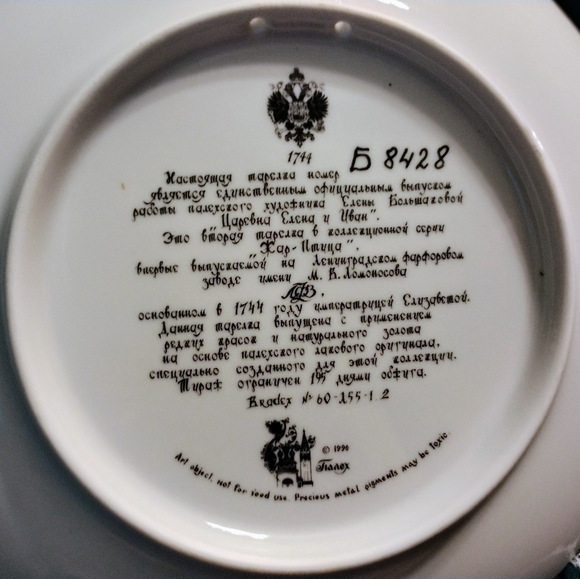 1744
Б 8428
Настоящая тарелка номер
является единственным официальным выпуском
работы палехского художника Елены Большаковой
Царевна Елена и Иван".
Это вторая тарелка в коллекционной серии
Жар-Птица",
впервые выпускаемой на Ленинградском фарфоровом
заводе имени М. В. Ломоносова
ЛФЗ,
основанном в 1744 году императрицей Елизаветой.
Данная тарелка выпущена с применением
редких красок и натурального золота
на основе палехского лакового оригинала,
специально созданного для этой коллекции.
Тираж ограничен 195 днями обжига.
Bradex № 60-L55-1.2
Палех
Art object, not for food use. Precious metal pigments may be toxic.